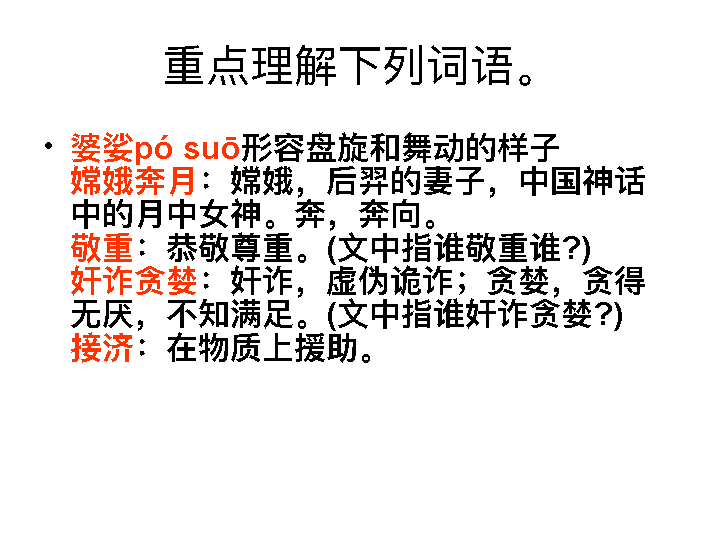 重点理解下列词语。
• 婆娑pó suō形容盘旋和舞动的样子
嫦娥奔月：嫦娥，后羿的妻子，中国神话
中的月中女神。奔，奔向。
敬重：恭敬尊重。(文中指谁敬重谁?)
奸诈贪婪：奸诈，虚伪诡诈；贪婪，贪得
无厌，不知满足。(文中指谁奸诈贪婪?)
接济：在物质上援助。